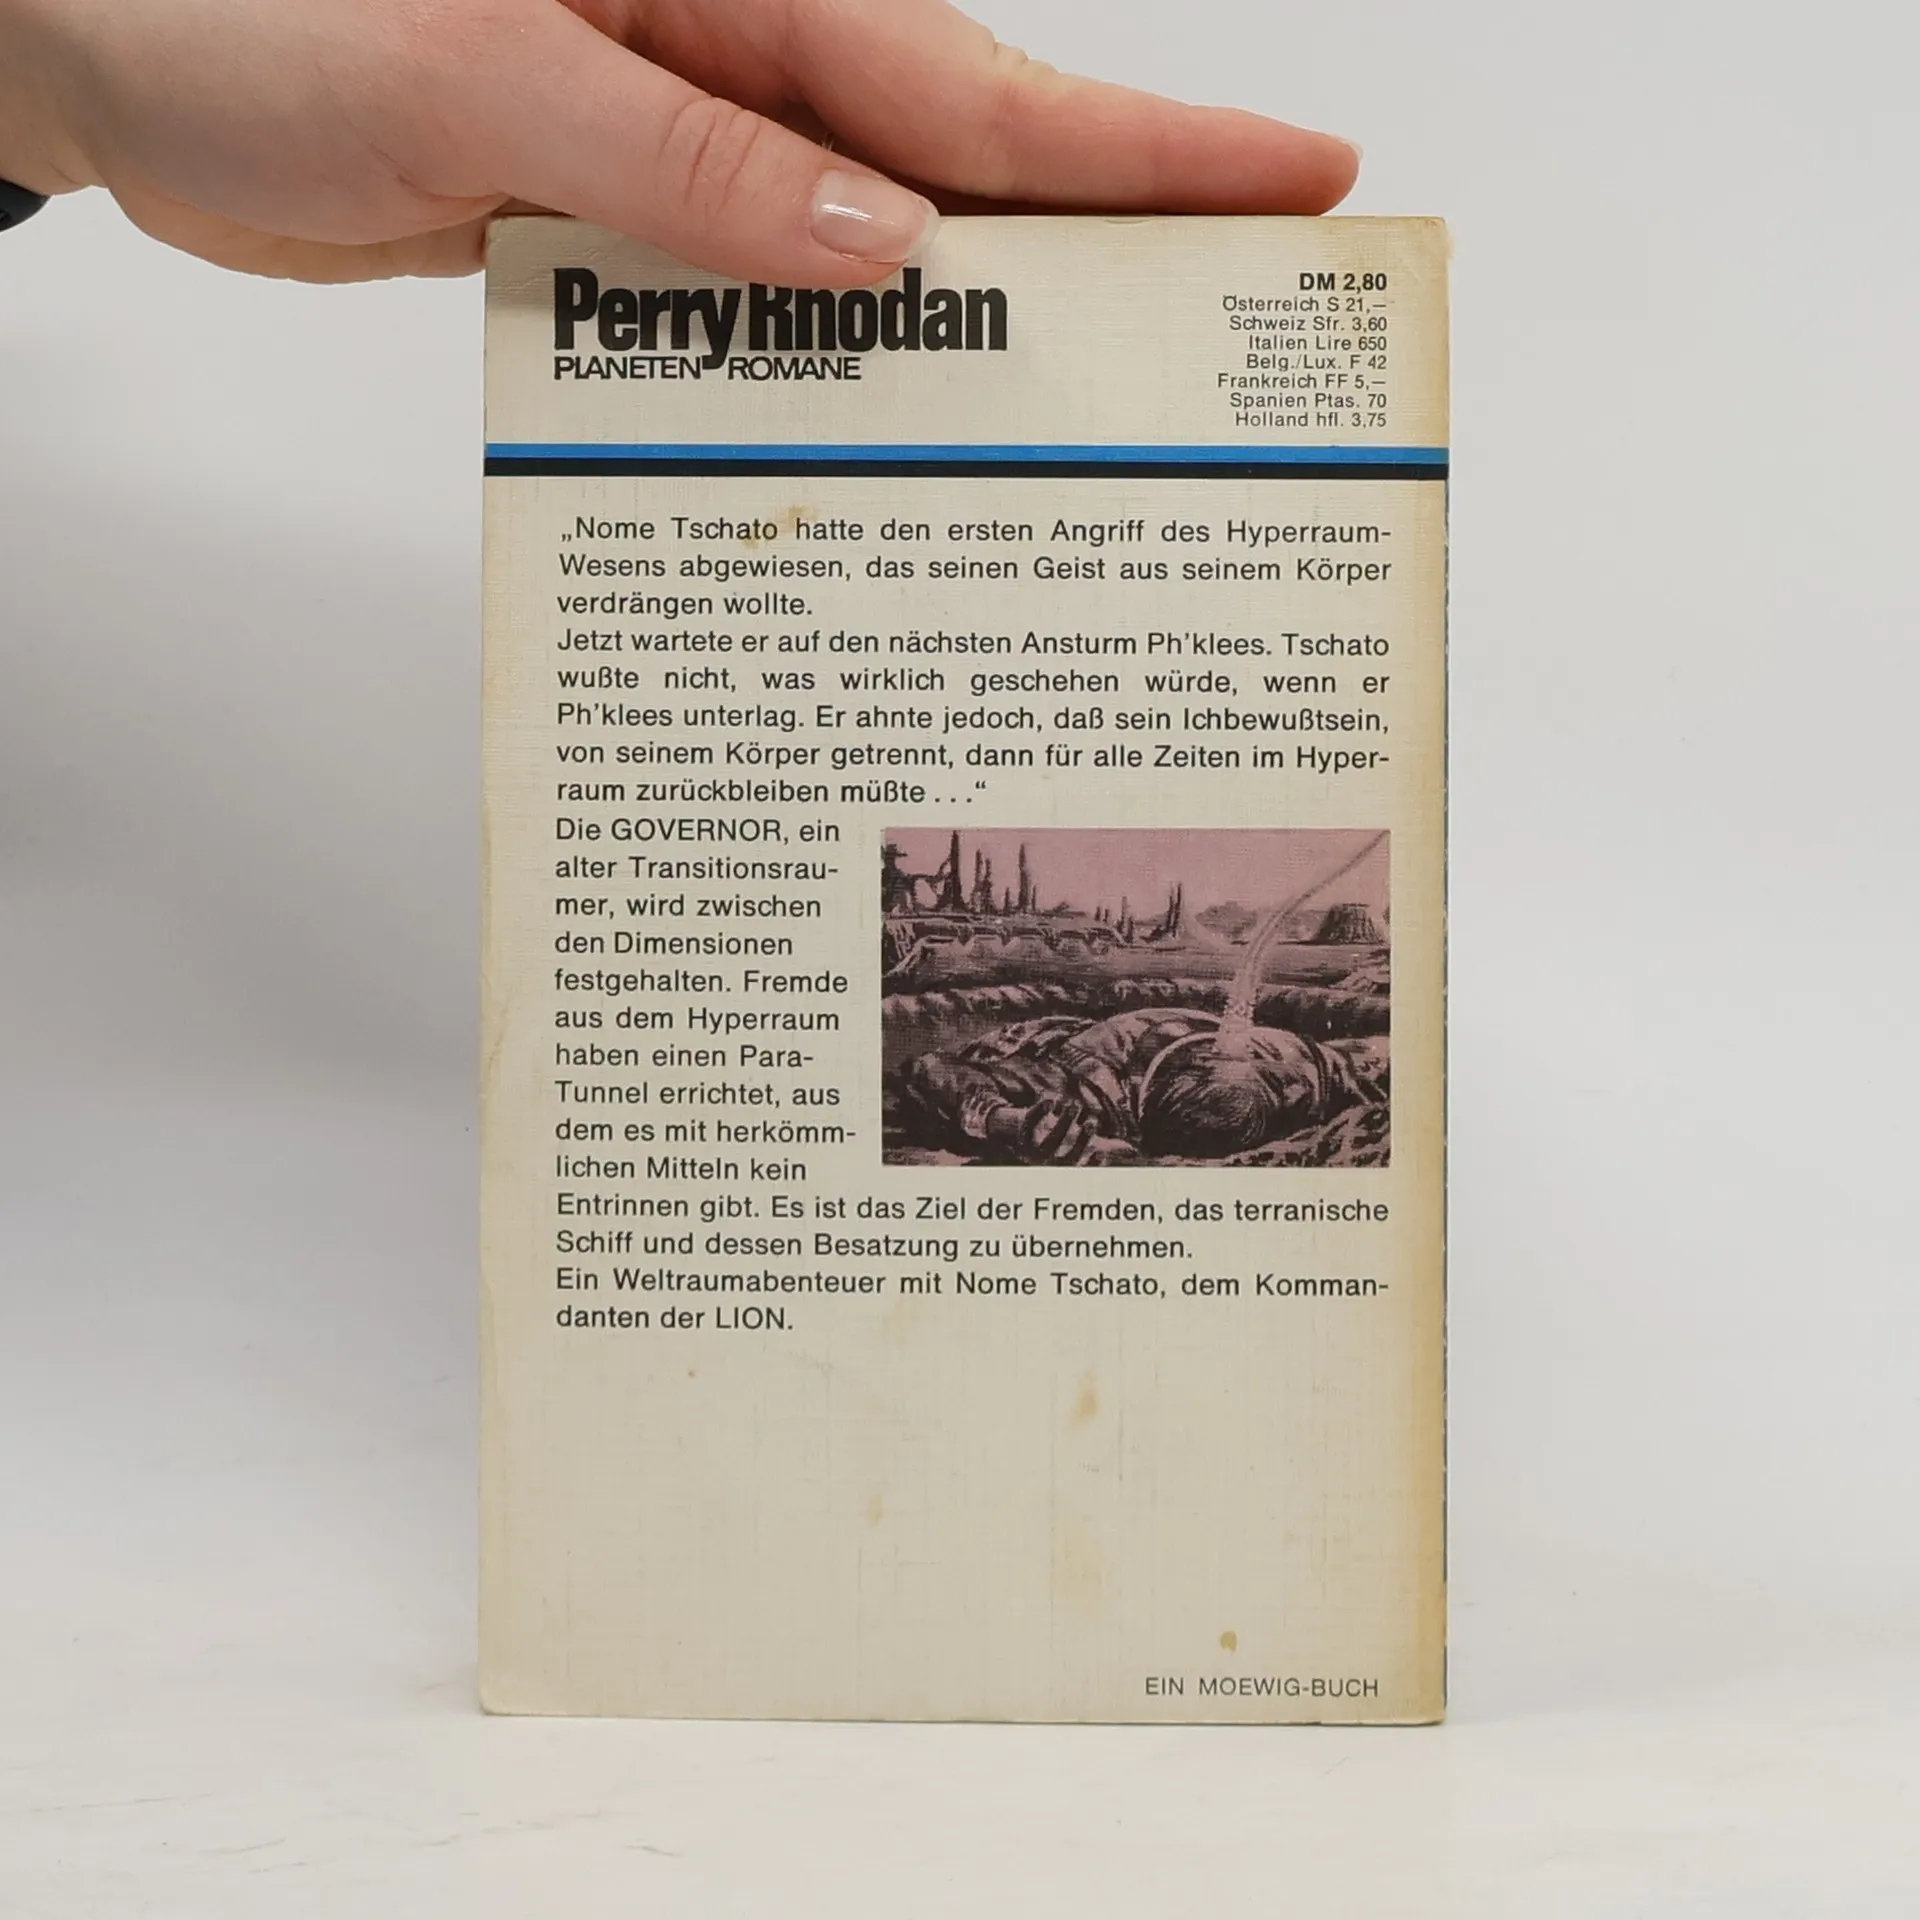 Perry Rhodan
PLANETEN ROMANE
DM 2,80
Österreich S 21,—
Schweiz Sfr. 3,60
Italien Lire 650
Belg./Lux. F 42
Frankreich FF 5,—
Spanien Ptas. 70
Holland hfl. 3,75
„Nome Tschato hatte den ersten Angriff des Hyperraum-
Wesens abgewiesen, das seinen Geist aus seinem Körper
verdrängen wollte.
Jetzt wartete er auf den nächsten Ansturm Ph'klees. Tschato
wußte nicht, was wirklich geschehen würde, wenn er
Ph'klees unterlag. Er ahnte jedoch, daß sein Ichbewußtsein,
von seinem Körper getrennt, dann für alle Zeiten im Hyper-
raum zurückbleiben müßte . . .“
Die GOVERNOR, ein
alter Transitionsrau-
mer, wird zwischen
den Dimensionen
festgehalten. Fremde
aus dem Hyperraum
haben einen Para-
Tunnel errichtet, aus
dem es mit herkömm-
lichen Mitteln kein
Entrinnen gibt. Es ist das Ziel der Fremden, das terranische
Schiff und dessen Besatzung zu übernehmen.
Ein Weltraumabenteuer mit Nome Tschato, dem Komman-
danten der LION.
EIN MOEWIG-BUCH